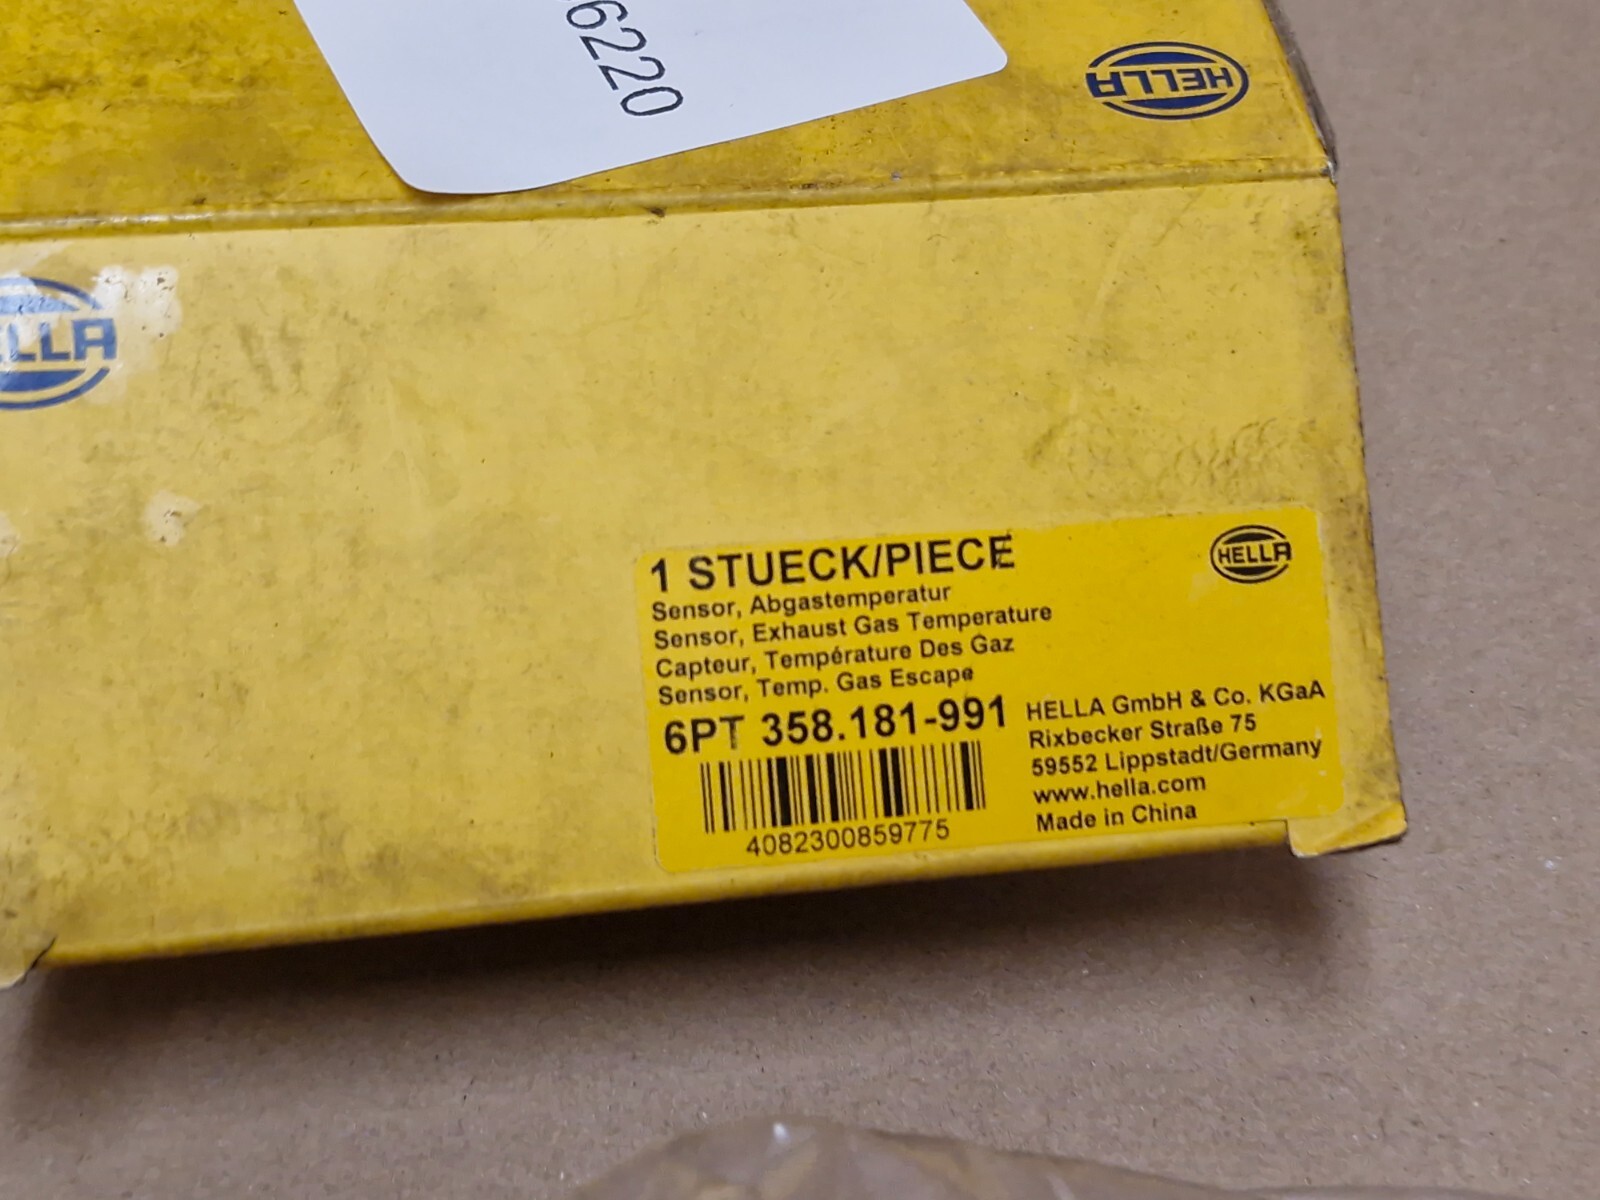 6220
HELLA
HELLA
1 STUECK/PIECE
Sensor, Abgastemperatur
Sensor, Exhaust Gas Temperature
Capteur, Température Des Gaz
Sensor, Temp. Gas Escape
6PT 358.181-991
4082300859775
HELLA GmbH & Co. KGaA
Rixbecker Straße 75
59552 Lippstadt/Germany
www.hella.com
Made in China